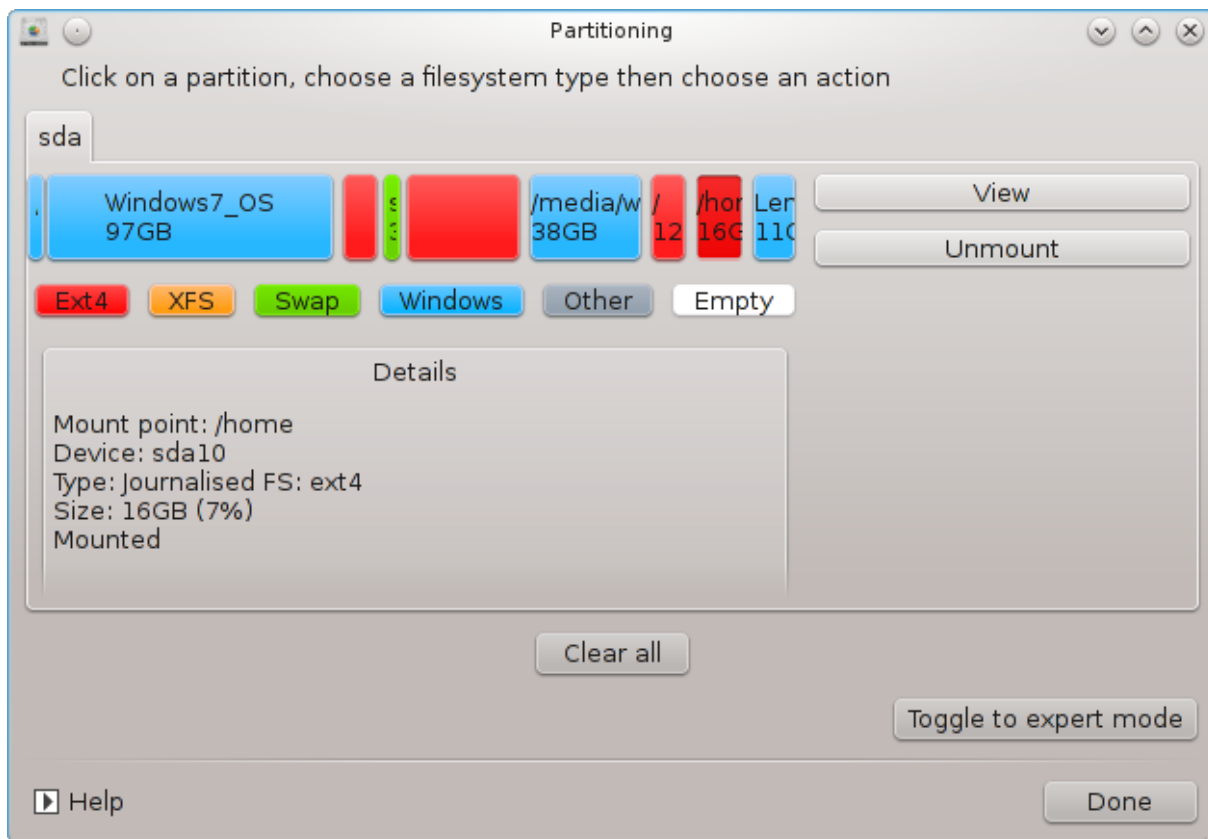 Partitioning
Click on a partition, choose a filesystem type then choose an action
sda
Windows7_OS
97GB
/media/w
38GB
/
12
/hor
16G
Len
11G
View
Unmount
Ext4
XFS
Swap
Windows
Other
Empty
Details
Mount point: /home
Device: sda10
Type: Journalised FS: ext4
Size: 16GB (7%)
Mounted
Clear all
Toggle to expert mode
Help
Done